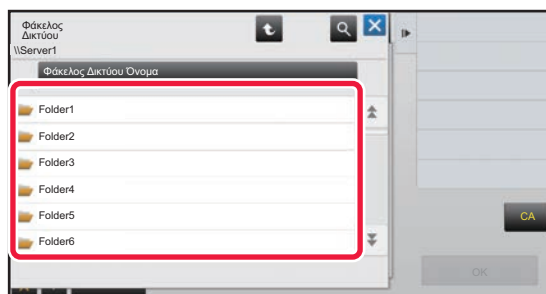 Φάκελος
Δικτύου
\\Server1
Φάκελος Δικτύου Όνομα
Folder1
Folder2
Folder3
Folder4
Folder5
Folder6
CA
OK